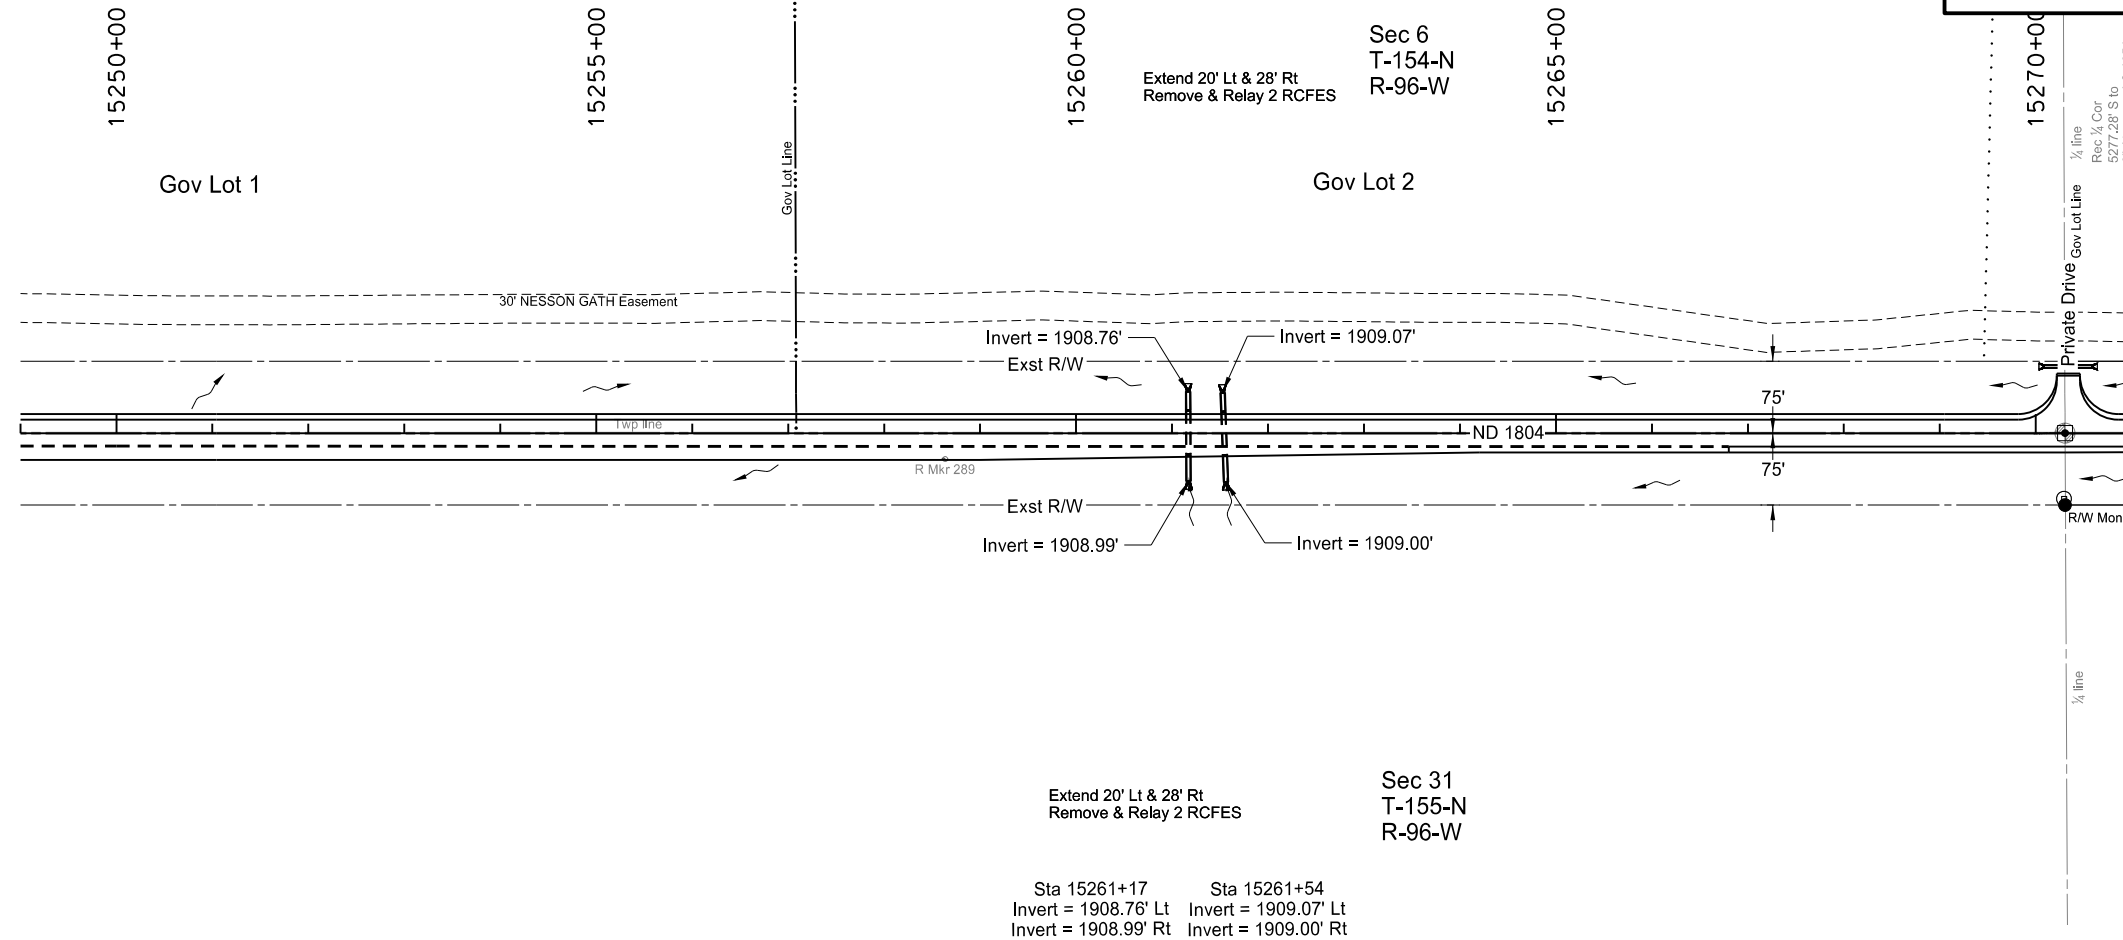 15250+00
15255+00
15260+00
15265+00
15270+00
Sec 6
T-154-N
R-96-W
Extend 20' Lt & 28' Rt
Remove & Relay 2 RCFES
Gov Lot 1
Gov Lot Line
Gov Lot 2
¼ line
Rec ¼ Cor
5277.28' S to
Gov Lot Line
Private Drive
30' NESSON GATH Easement
Invert = 1908.76'
Invert = 1909.07'
Exst R/W
75'
Twp line
ND 1804
R Mkr 289
75'
Exst R/W
R/W Mon
Invert = 1908.99'
Invert = 1909.00'
¼ line
Sec 31
T-155-N
R-96-W
Extend 20' Lt & 28' Rt
Remove & Relay 2 RCFES
Sta 15261+17
Invert = 1908.76' Lt
Invert = 1908.99' Rt
Sta 15261+54
Invert = 1909.07' Lt
Invert = 1909.00' Rt